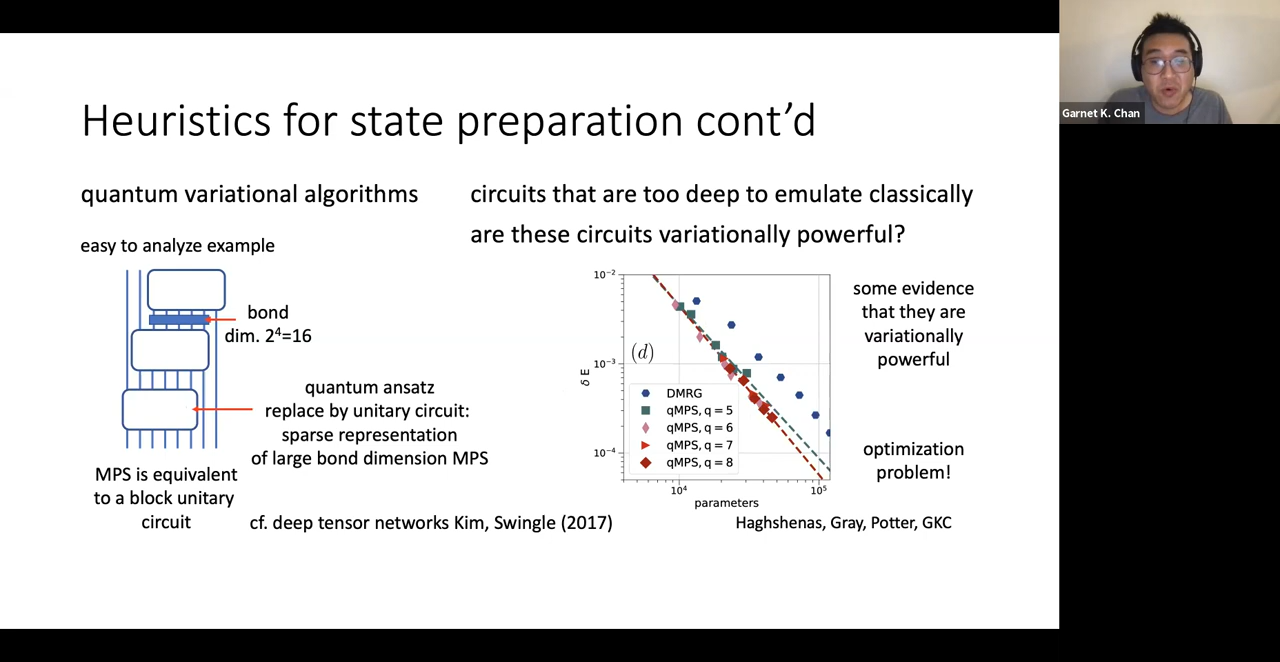 Heuristics for state preparation cont’d
quantum variational algorithms
circuits that are too deep to emulate classically
are these circuits variationally powerful?
easy to analyze example
bond
dim. 2⁴=16
quantum ansatz
replace by unitary circuit:
sparse representation
of large bond dimension MPS
MPS is equivalent
to a block unitary
circuit
cf. deep tensor networks Kim, Swingle (2017)
10⁻²
10⁻³
10⁻⁴
δ E
(d)
DMRG
qMPS, q = 5
qMPS, q = 6
qMPS, q = 7
qMPS, q = 8
10⁴
10⁵
parameters
some evidence
that they are
variationally
powerful
optimization
problem!
Haghshenas, Gray, Potter, GKC
Garnet K. Chan